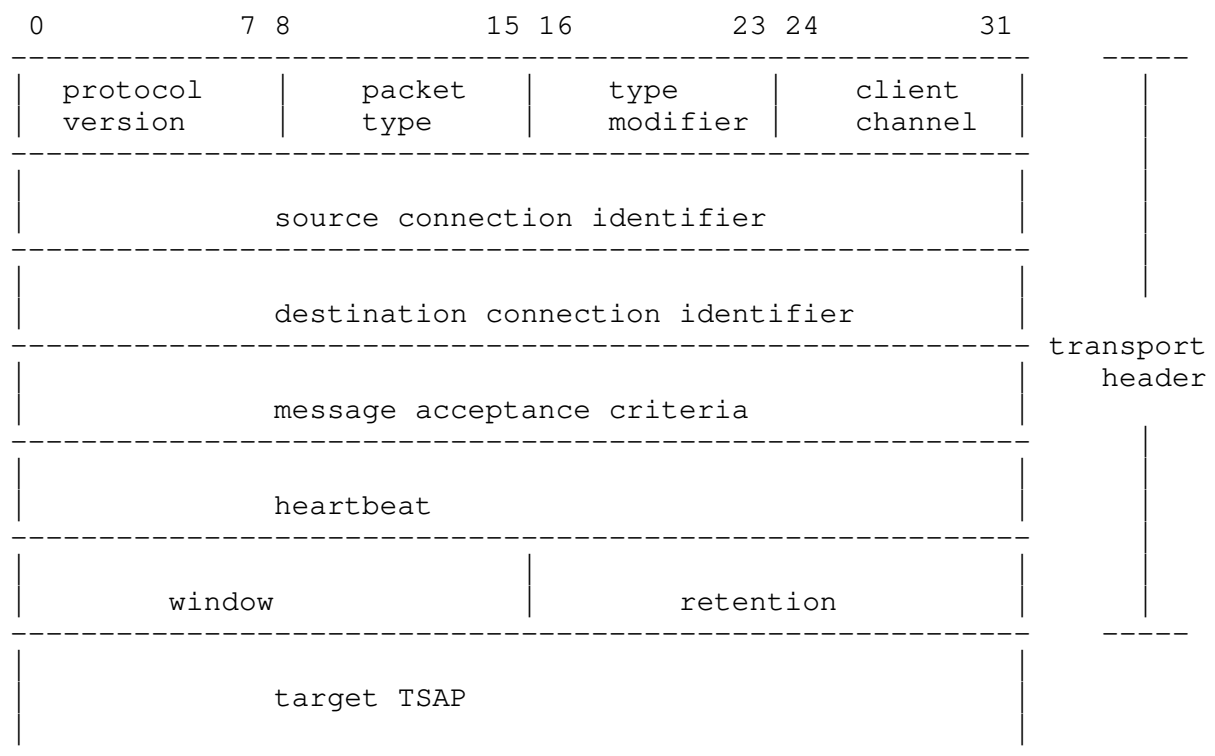 0 7 8 15 16 23 24 31
protocol packet type client
version type modifier channel
source connection identifier
destination connection identifier
transport
header
message acceptance criteria
heartbeat
window retention
target TSAP